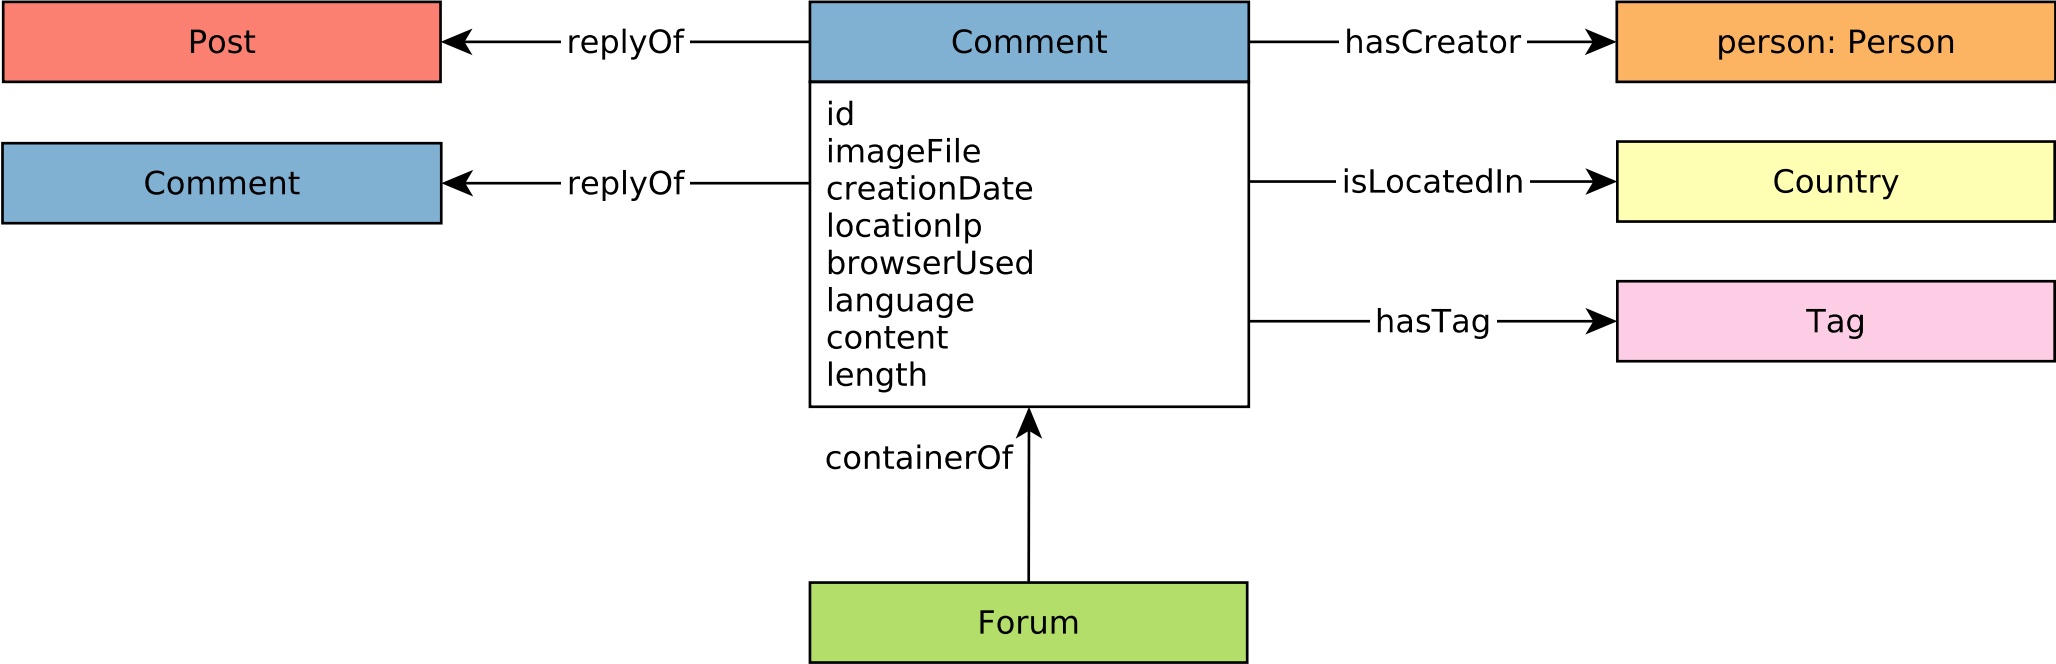 Post
replyOf
Comment
hasCreator
person: Person
Comment
replyOf
id
imageFile
creationDate
locationIp
browserUsed
language
content
length
isLocatedIn
Country
hasTag
Tag
containerOf
Forum